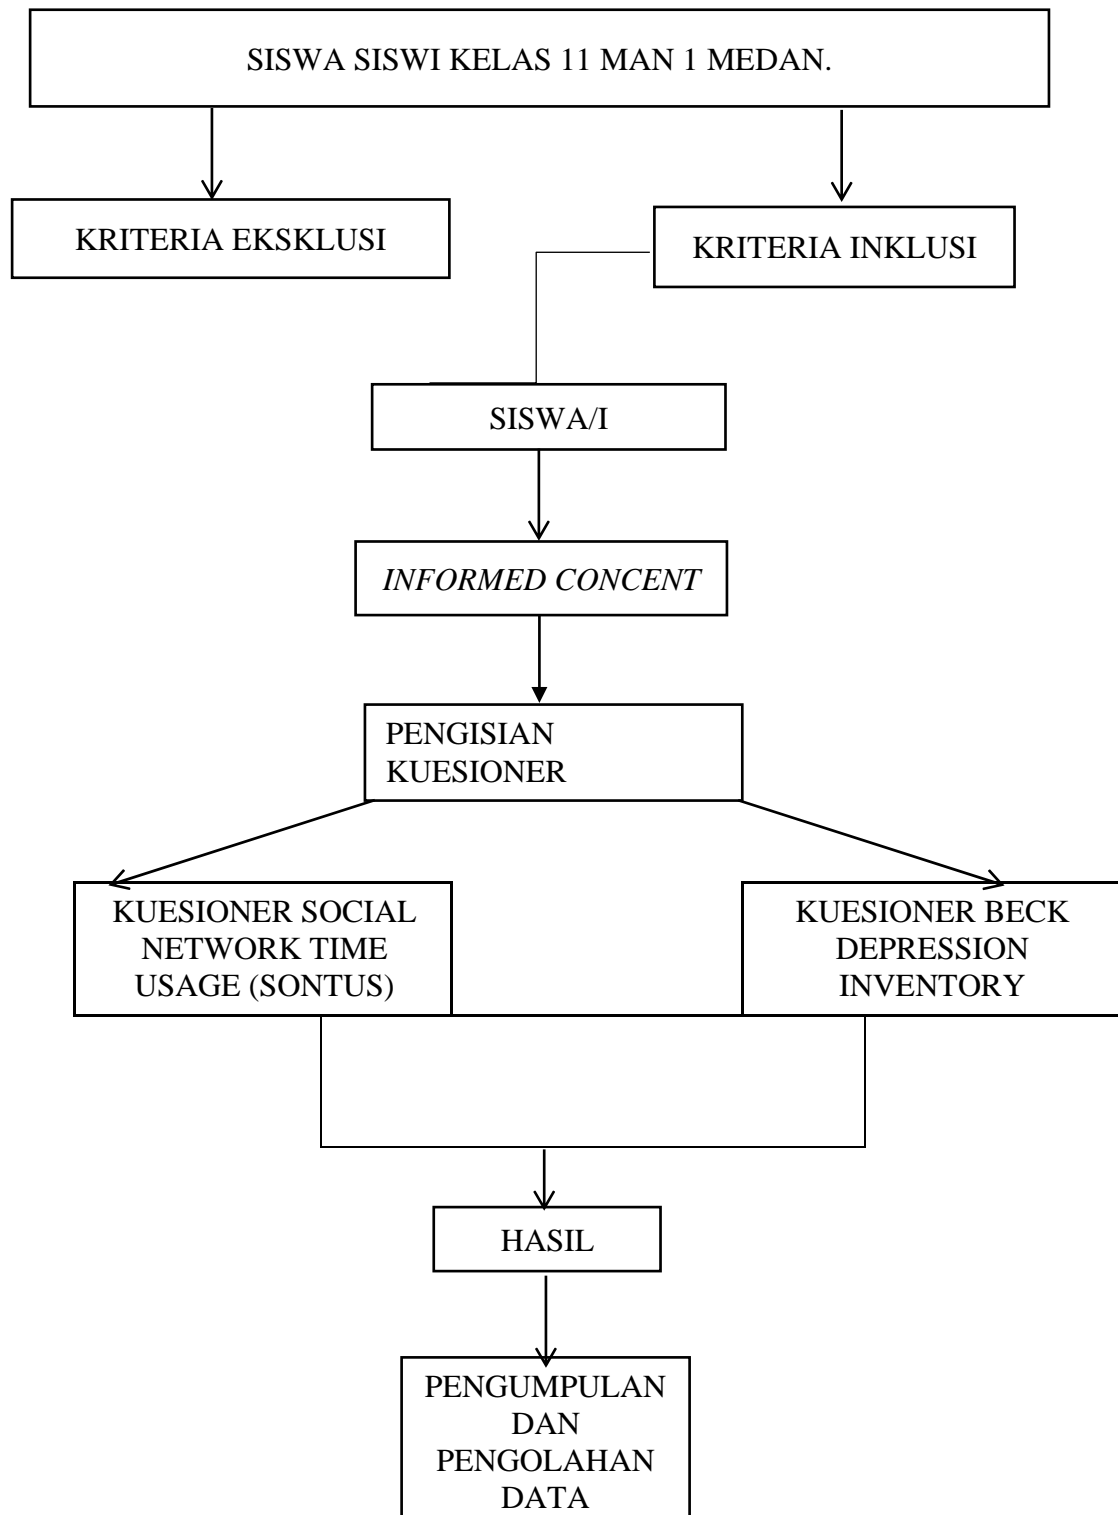 SISWA SISWI KELAS 11 MAN 1 MEDAN.
KRITERIA EKSKLUSI
KRITERIA INKLUSI
SISWA/I
INFORMED CONCENT
PENGISIAN
KUESIONER
KUESIONER SOCIAL
NETWORK TIME
USAGE (SONTUS)
KUESIONER BECK
DEPRESSION
INVENTORY
HASIL
PENGUMPULAN
DAN
PENGOLAHAN
DATA